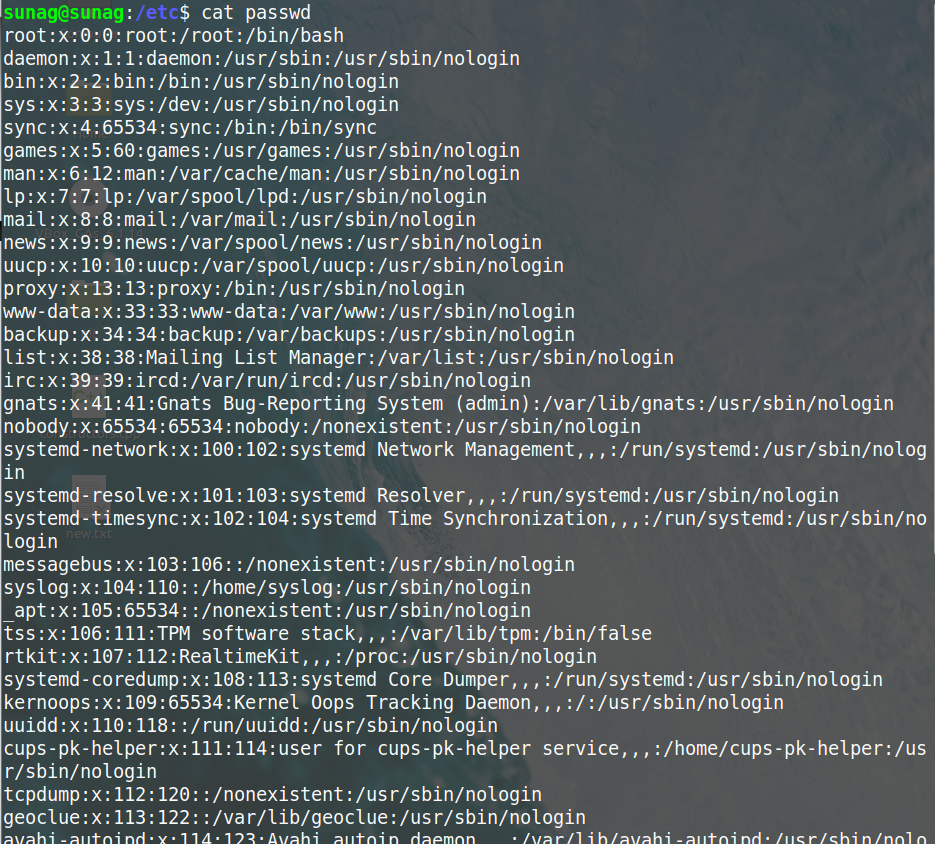 sunag@sunag:/etc$ cat passwd
root:x:0:0:root:/root:/bin/bash
daemon:x:1:1:daemon:/usr/sbin:/usr/sbin/nologin
bin:x:2:2:bin:/bin:/usr/sbin/nologin
sys:x:3:3:sys:/dev:/usr/sbin/nologin
sync:x:4:65534:sync:/bin:/bin/sync
games:x:5:60:games:/usr/games:/usr/sbin/nologin
man:x:6:12:man:/var/cache/man:/usr/sbin/nologin
lp:x:7:7:lp:/var/spool/lpd:/usr/sbin/nologin
mail:x:8:8:mail:/var/mail:/usr/sbin/nologin
news:x:9:9:news:/var/spool/news:/usr/sbin/nologin
uucp:x:10:10:uucp:/var/spool/uucp:/usr/sbin/nologin
proxy:x:13:13:proxy:/bin:/usr/sbin/nologin
www-data:x:33:33:www-data:/var/www:/usr/sbin/nologin
backup:x:34:34:backup:/var/backups:/usr/sbin/nologin
list:x:38:38:Mailing List Manager:/var/list:/usr/sbin/nologin
irc:x:39:39:ircd:/var/run/ircd:/usr/sbin/nologin
gnats:x:41:41:Gnats Bug-Reporting System (admin):/var/lib/gnats:/usr/sbin/nologin
nobody:x:65534:65534:nobody:/nonexistent:/usr/sbin/nologin
systemd-network:x:100:102:systemd Network Management,,,:/run/systemd:/usr/sbin/nolog
in
systemd-resolve:x:101:103:systemd Resolver,,,:/run/systemd:/usr/sbin/nologin
systemd-timesync:x:102:104:systemd Time Synchronization,,,:/run/systemd:/usr/sbin/no
login
new.txt
messagebus:x:103:106::/nonexistent:/usr/sbin/nologin
syslog:x:104:110::/home/syslog:/usr/sbin/nologin
_apt:x:105:65534::/nonexistent:/usr/sbin/nologin
tss:x:106:111:TPM software stack,,,:/var/lib/tpm:/bin/false
rtkit:x:107:112:RealtimeKit,,,:/proc:/usr/sbin/nologin
systemd-coredump:x:108:113:systemd Core Dumper,,,:/run/systemd:/usr/sbin/nologin
kernoops:x:109:65534:Kernel Oops Tracking Daemon,,,:/:/usr/sbin/nologin
uuidd:x:110:118::/run/uuidd:/usr/sbin/nologin
cups-pk-helper:x:111:114:user for cups-pk-helper service,,,:/home/cups-pk-helper:/us
r/sbin/nologin
tcpdump:x:112:120::/nonexistent:/usr/sbin/nologin
geoclue:x:113:122::/var/lib/geoclue:/usr/sbin/nologin
avahi-autoipd:x:114:123:Avahi autoip daemon,,,:/var/lib/avahi-autoipd:/usr/sbin/nolo